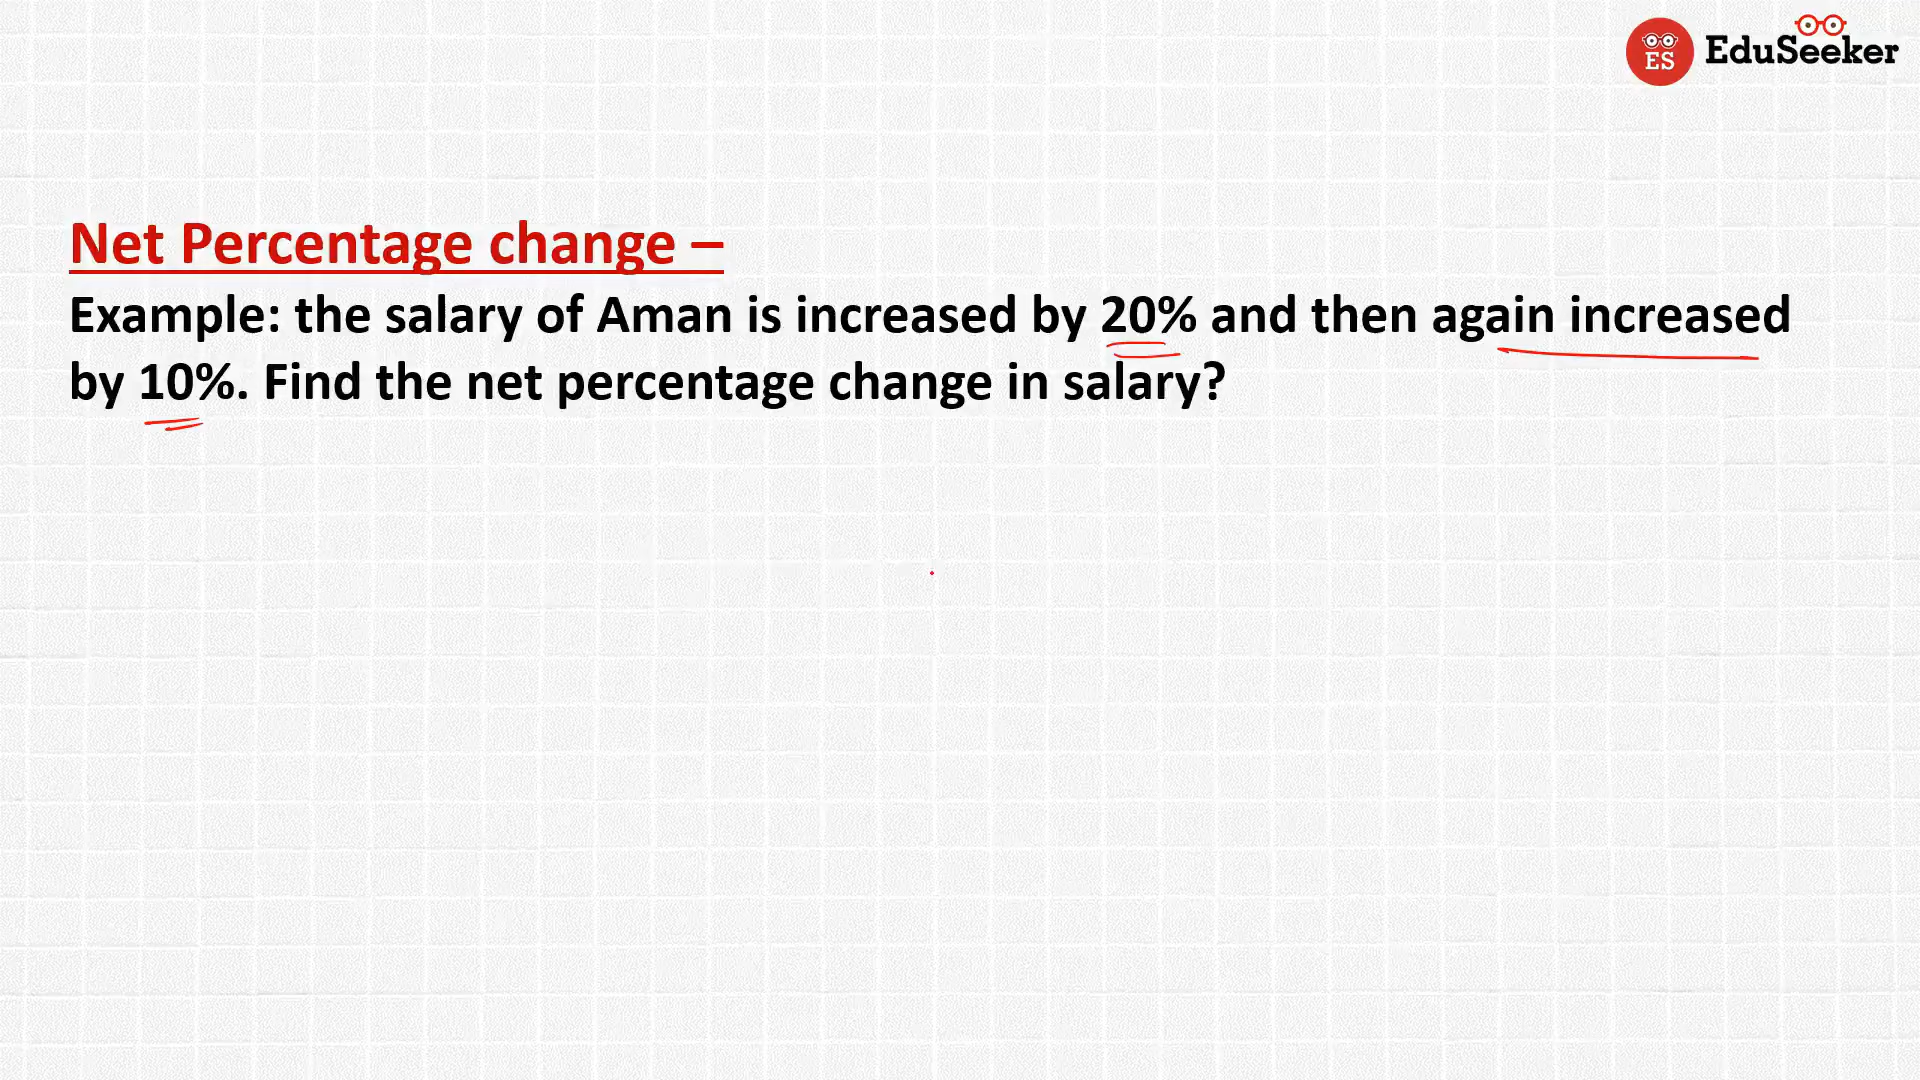 ES EduSeeker
Net Percentage change –
Example: the salary of Aman is increased by 20% and then again increased
by 10%. Find the net percentage change in salary?